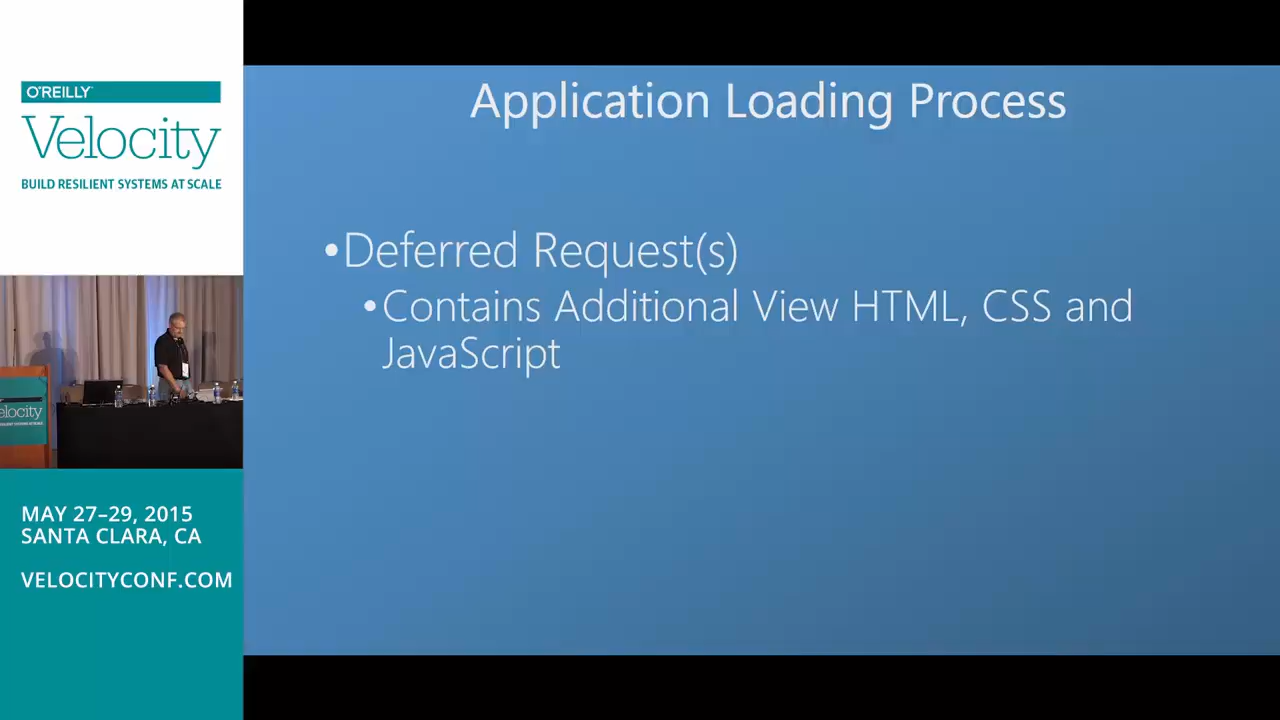 O'REILLY
Velocity
BUILD RESILIENT SYSTEMS AT SCALE
MAY 27–29, 2015
SANTA CLARA, CA
VELOCITYCONF.COM
Application Loading Process
•Deferred Request(s)
•Contains Additional View HTML, CSS and
JavaScript